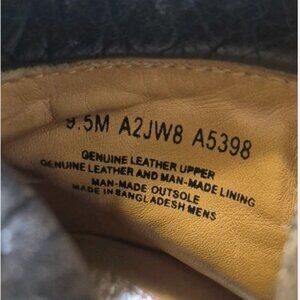 9.5M A2JW8 A5398
GENUINE LEATHER UPPER
GENUINE LEATHER AND MAN-MADE LINING
MAN-MADE OUTSOLE
MADE IN BANGLADESH MENS